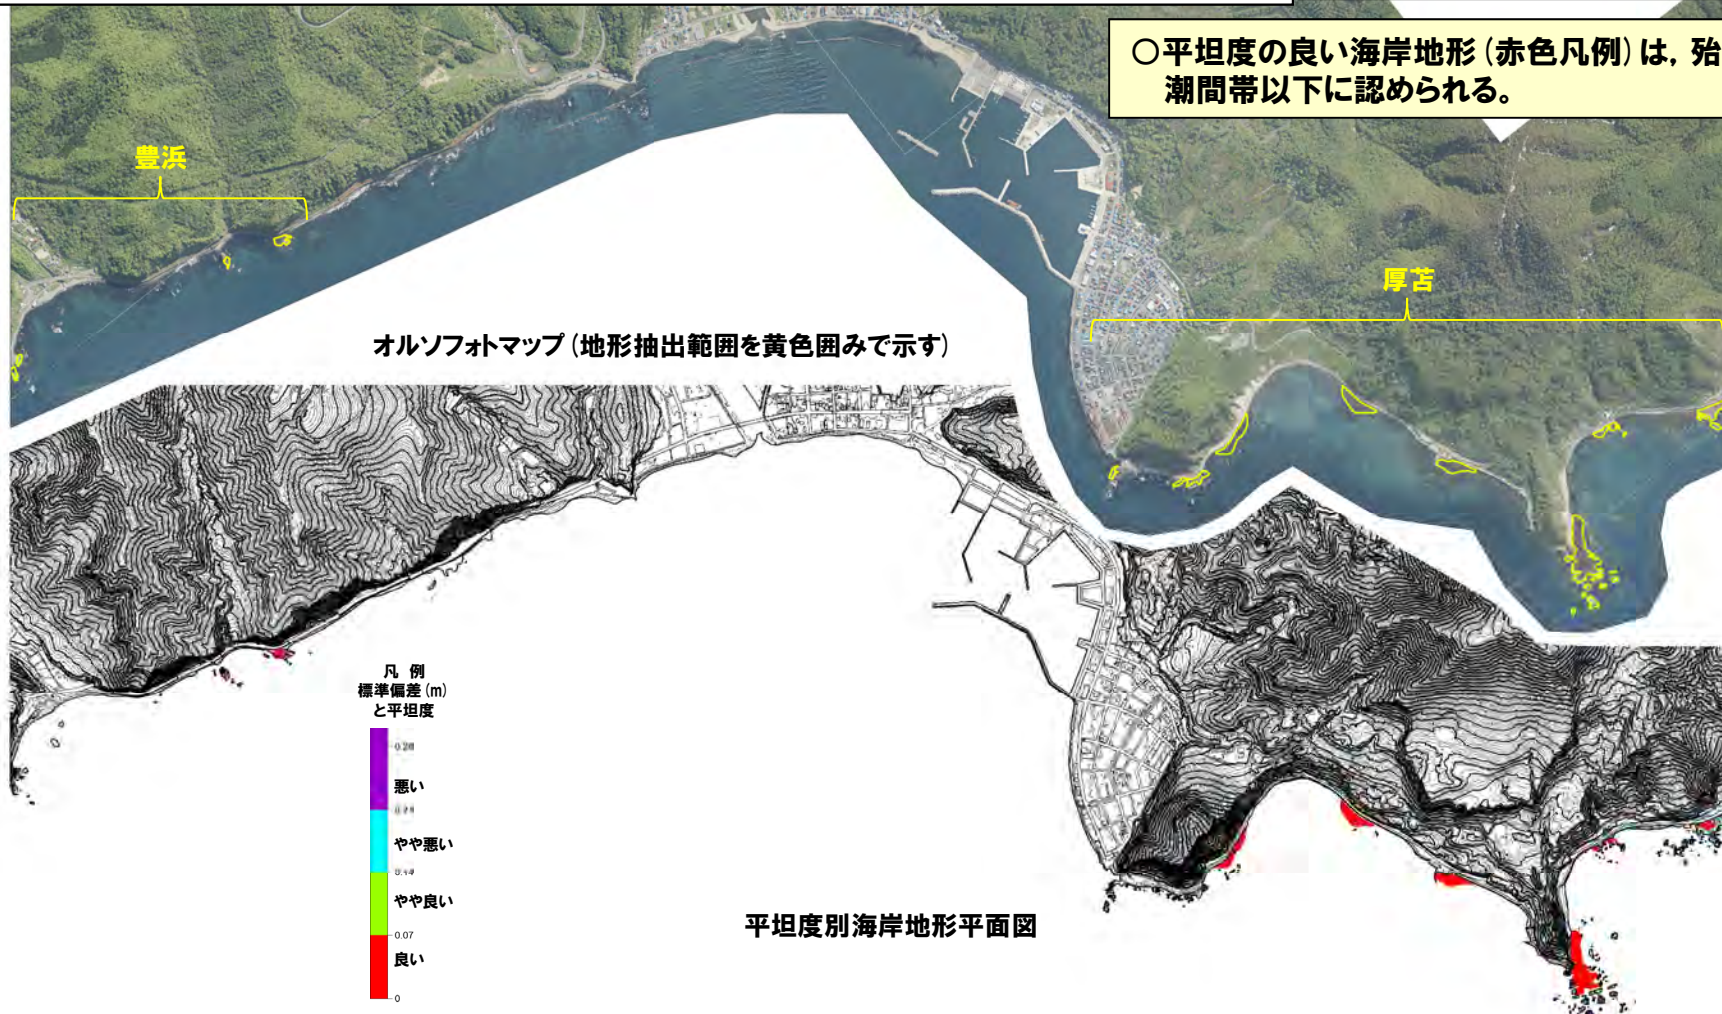 ○平坦度の良い海岸地形(赤色凡例)は，殆
潮間帯以下に認められる。
豊浜
厚苫
オルソフォトマップ(地形抽出範囲を黄色囲みで示す)
凡 例
標準偏差(m)
と平坦度
0.28
悪い
やや悪い
やや良い
0.07
良い
0
平坦度別海岸地形平面図